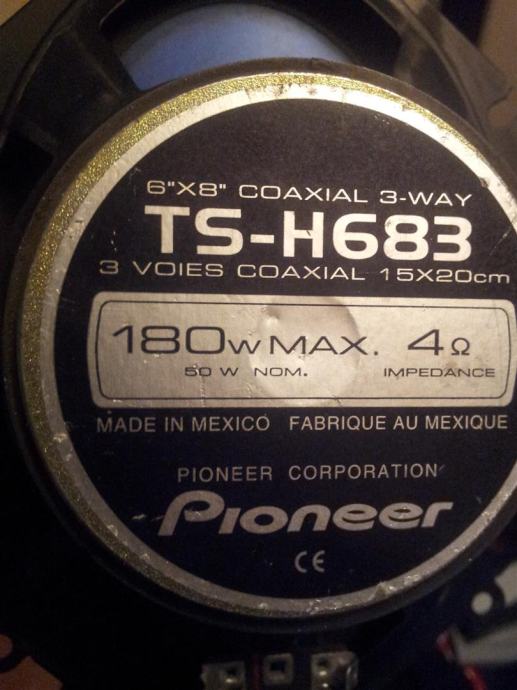 6"X8" COAXIAL 3-WAY
TS-H683
3 VOIES COAXIAL 15X20cm
180W MAX. 4Ω
50 W NOM. IMPEDANCE
MADE IN MEXICO FABRIQUE AU MEXIQUE
PIONEER CORPORATION
Pioneer
CE